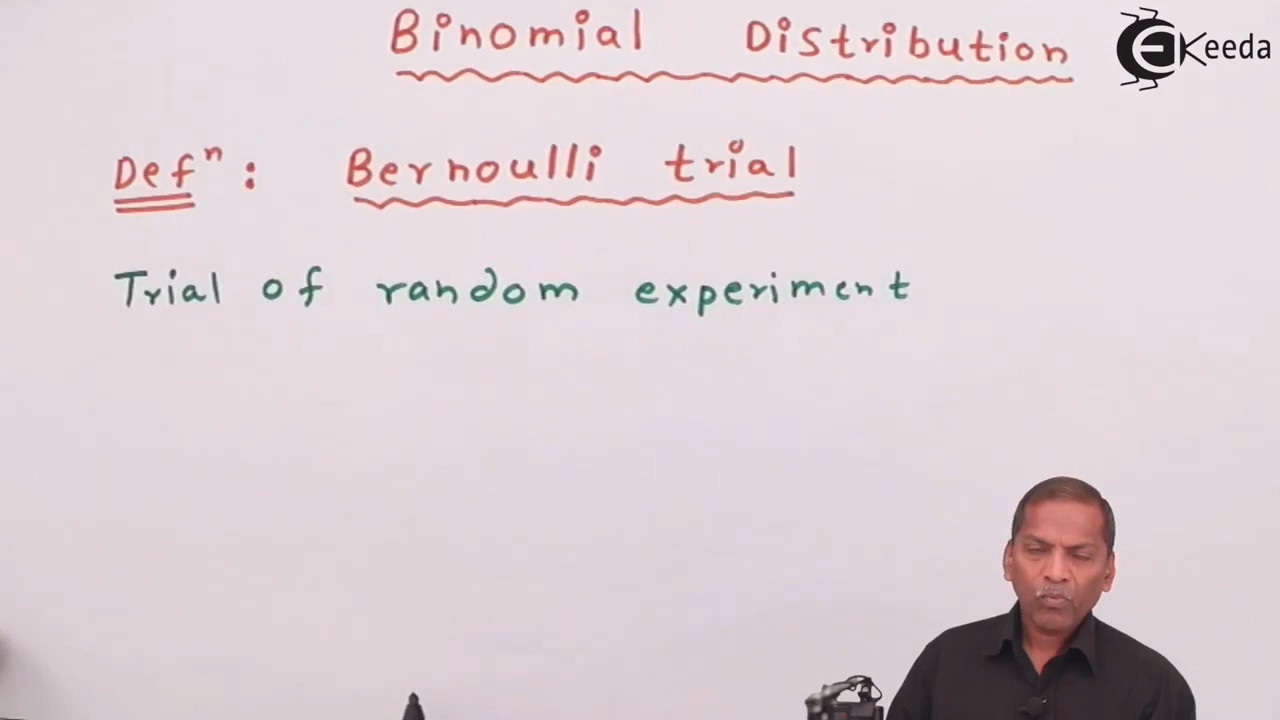 Binomial Distribution
EKeeda
Defⁿ : Bernoulli trial
Trial of random experiment